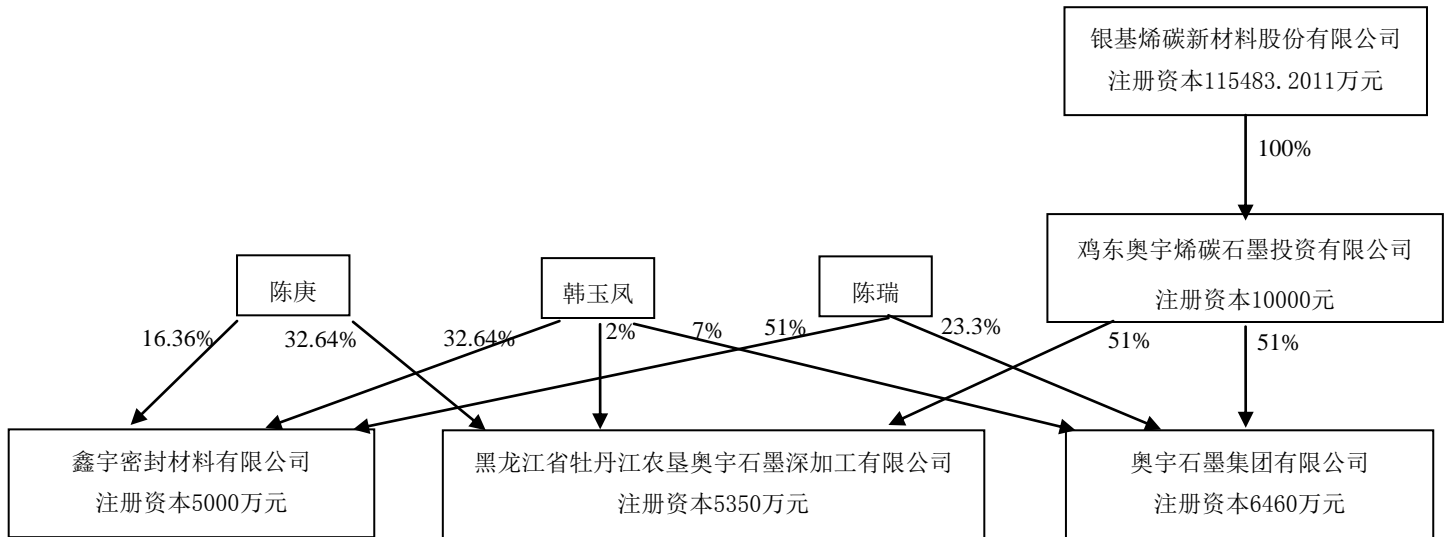 银基烯碳新材料股份有限公司
注册资本115483.2011万元
100%
鸡东奥宇烯碳石墨投资有限公司
注册资本10000元
陈庚
韩玉凤
陈瑞
16.36%
32.64%
32.64%
2%
7%
51%
23.3%
51%
51%
鑫宇密封材料有限公司
注册资本5000万元
黑龙江省牡丹江农垦奥宇石墨深加工有限公司
注册资本5350万元
奥宇石墨集团有限公司
注册资本6460万元